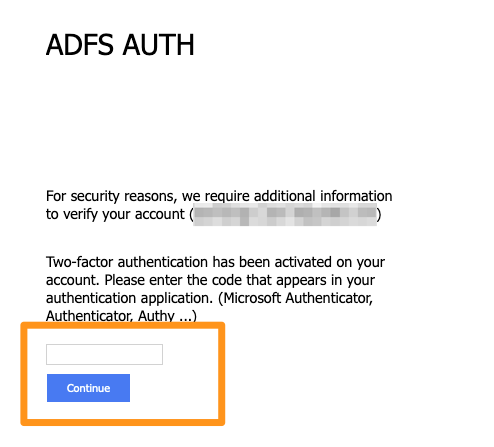 ADFS AUTH
For security reasons, we require additional information
to verify your account (                    )
Two-factor authentication has been activated on your
account. Please enter the code that appears in your
authentication application. (Microsoft Authenticator,
Authenticator, Authy ...)
Continue